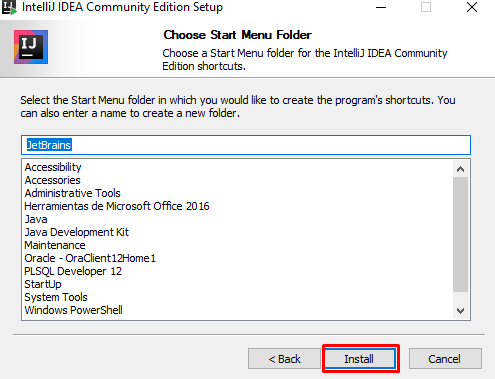 IntelliJ IDEA Community Edition Setup
IJ
Choose Start Menu Folder
Choose a Start Menu folder for the IntelliJ IDEA Community
Edition shortcuts.
Select the Start Menu folder in which you would like to create the program's shortcuts. You
can also enter a name to create a new folder.
JetBrains
Accessibility
Accessories
Administrative Tools
Herramientas de Microsoft Office 2016
Java
Java Development Kit
Maintenance
Oracle - OraClient12Home1
PLSQL Developer 12
StartUp
System Tools
Windows PowerShell
< Back
Install
Cancel